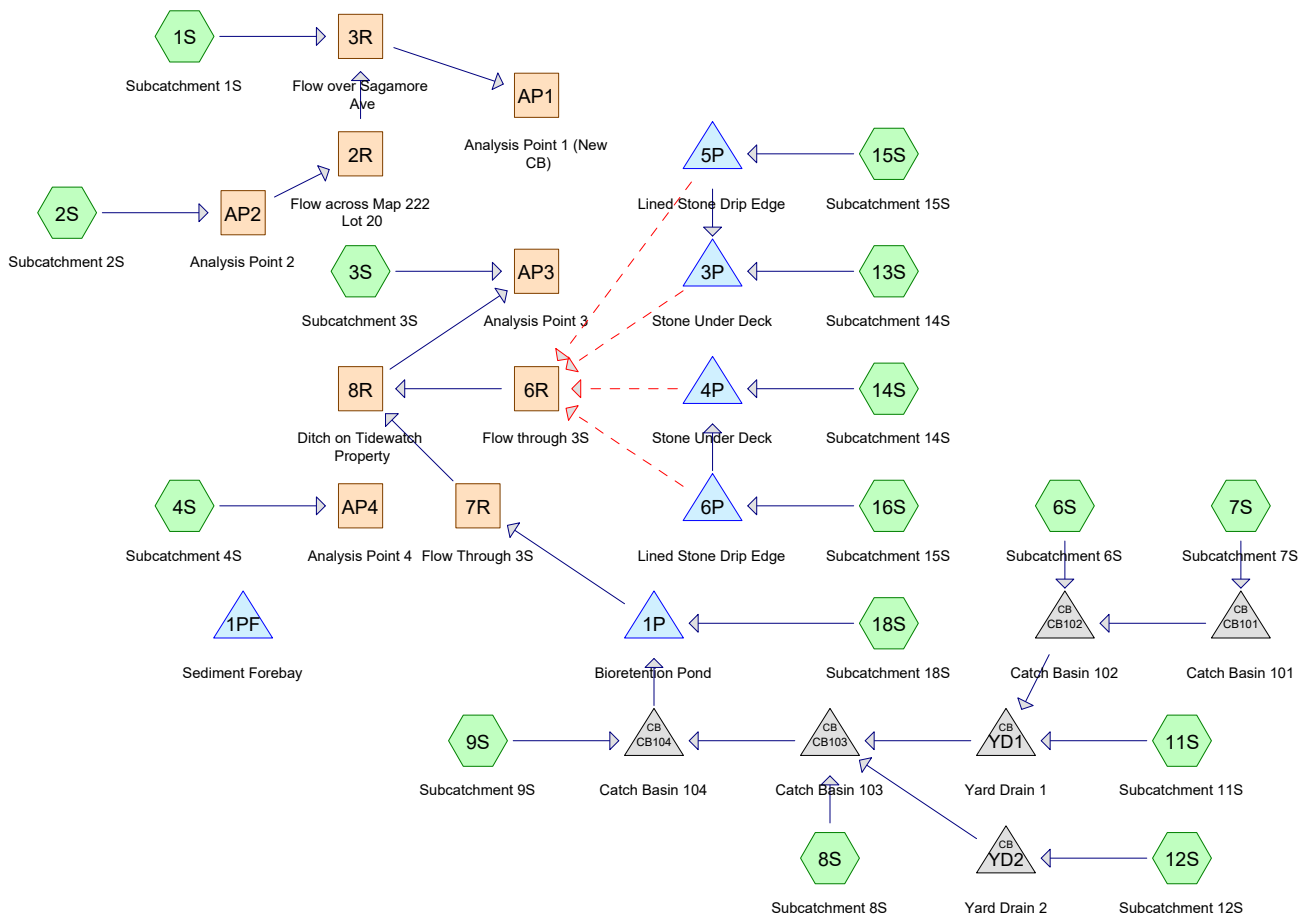 1S
Subcatchment 1S
3R
Flow over Sagamore
Ave
AP1
Analysis Point 1 (New
CB)
2R
Flow across Map 222
Lot 20
2S
Subcatchment 2S
AP2
Analysis Point 2
5P
Lined Stone Drip Edge
15S
Subcatchment 15S
3S
Subcatchment 3S
AP3
Analysis Point 3
3P
Stone Under Deck
13S
Subcatchment 14S
8R
Ditch on Tidewatch
Property
6R
Flow through 3S
4P
Stone Under Deck
14S
Subcatchment 14S
4S
Subcatchment 4S
AP4
Analysis Point 4
7R
Flow Through 3S
6P
Lined Stone Drip Edge
16S
Subcatchment 15S
6S
Subcatchment 6S
7S
Subcatchment 7S
1PF
Sediment Forebay
1P
Bioretention Pond
18S
Subcatchment 18S
CB
CB102
Catch Basin 102
CB
CB101
Catch Basin 101
9S
Subcatchment 9S
CB
CB104
Catch Basin 104
CB
CB103
Catch Basin 103
CB
YD1
Yard Drain 1
11S
Subcatchment 11S
8S
Subcatchment 8S
CB
YD2
Yard Drain 2
12S
Subcatchment 12S